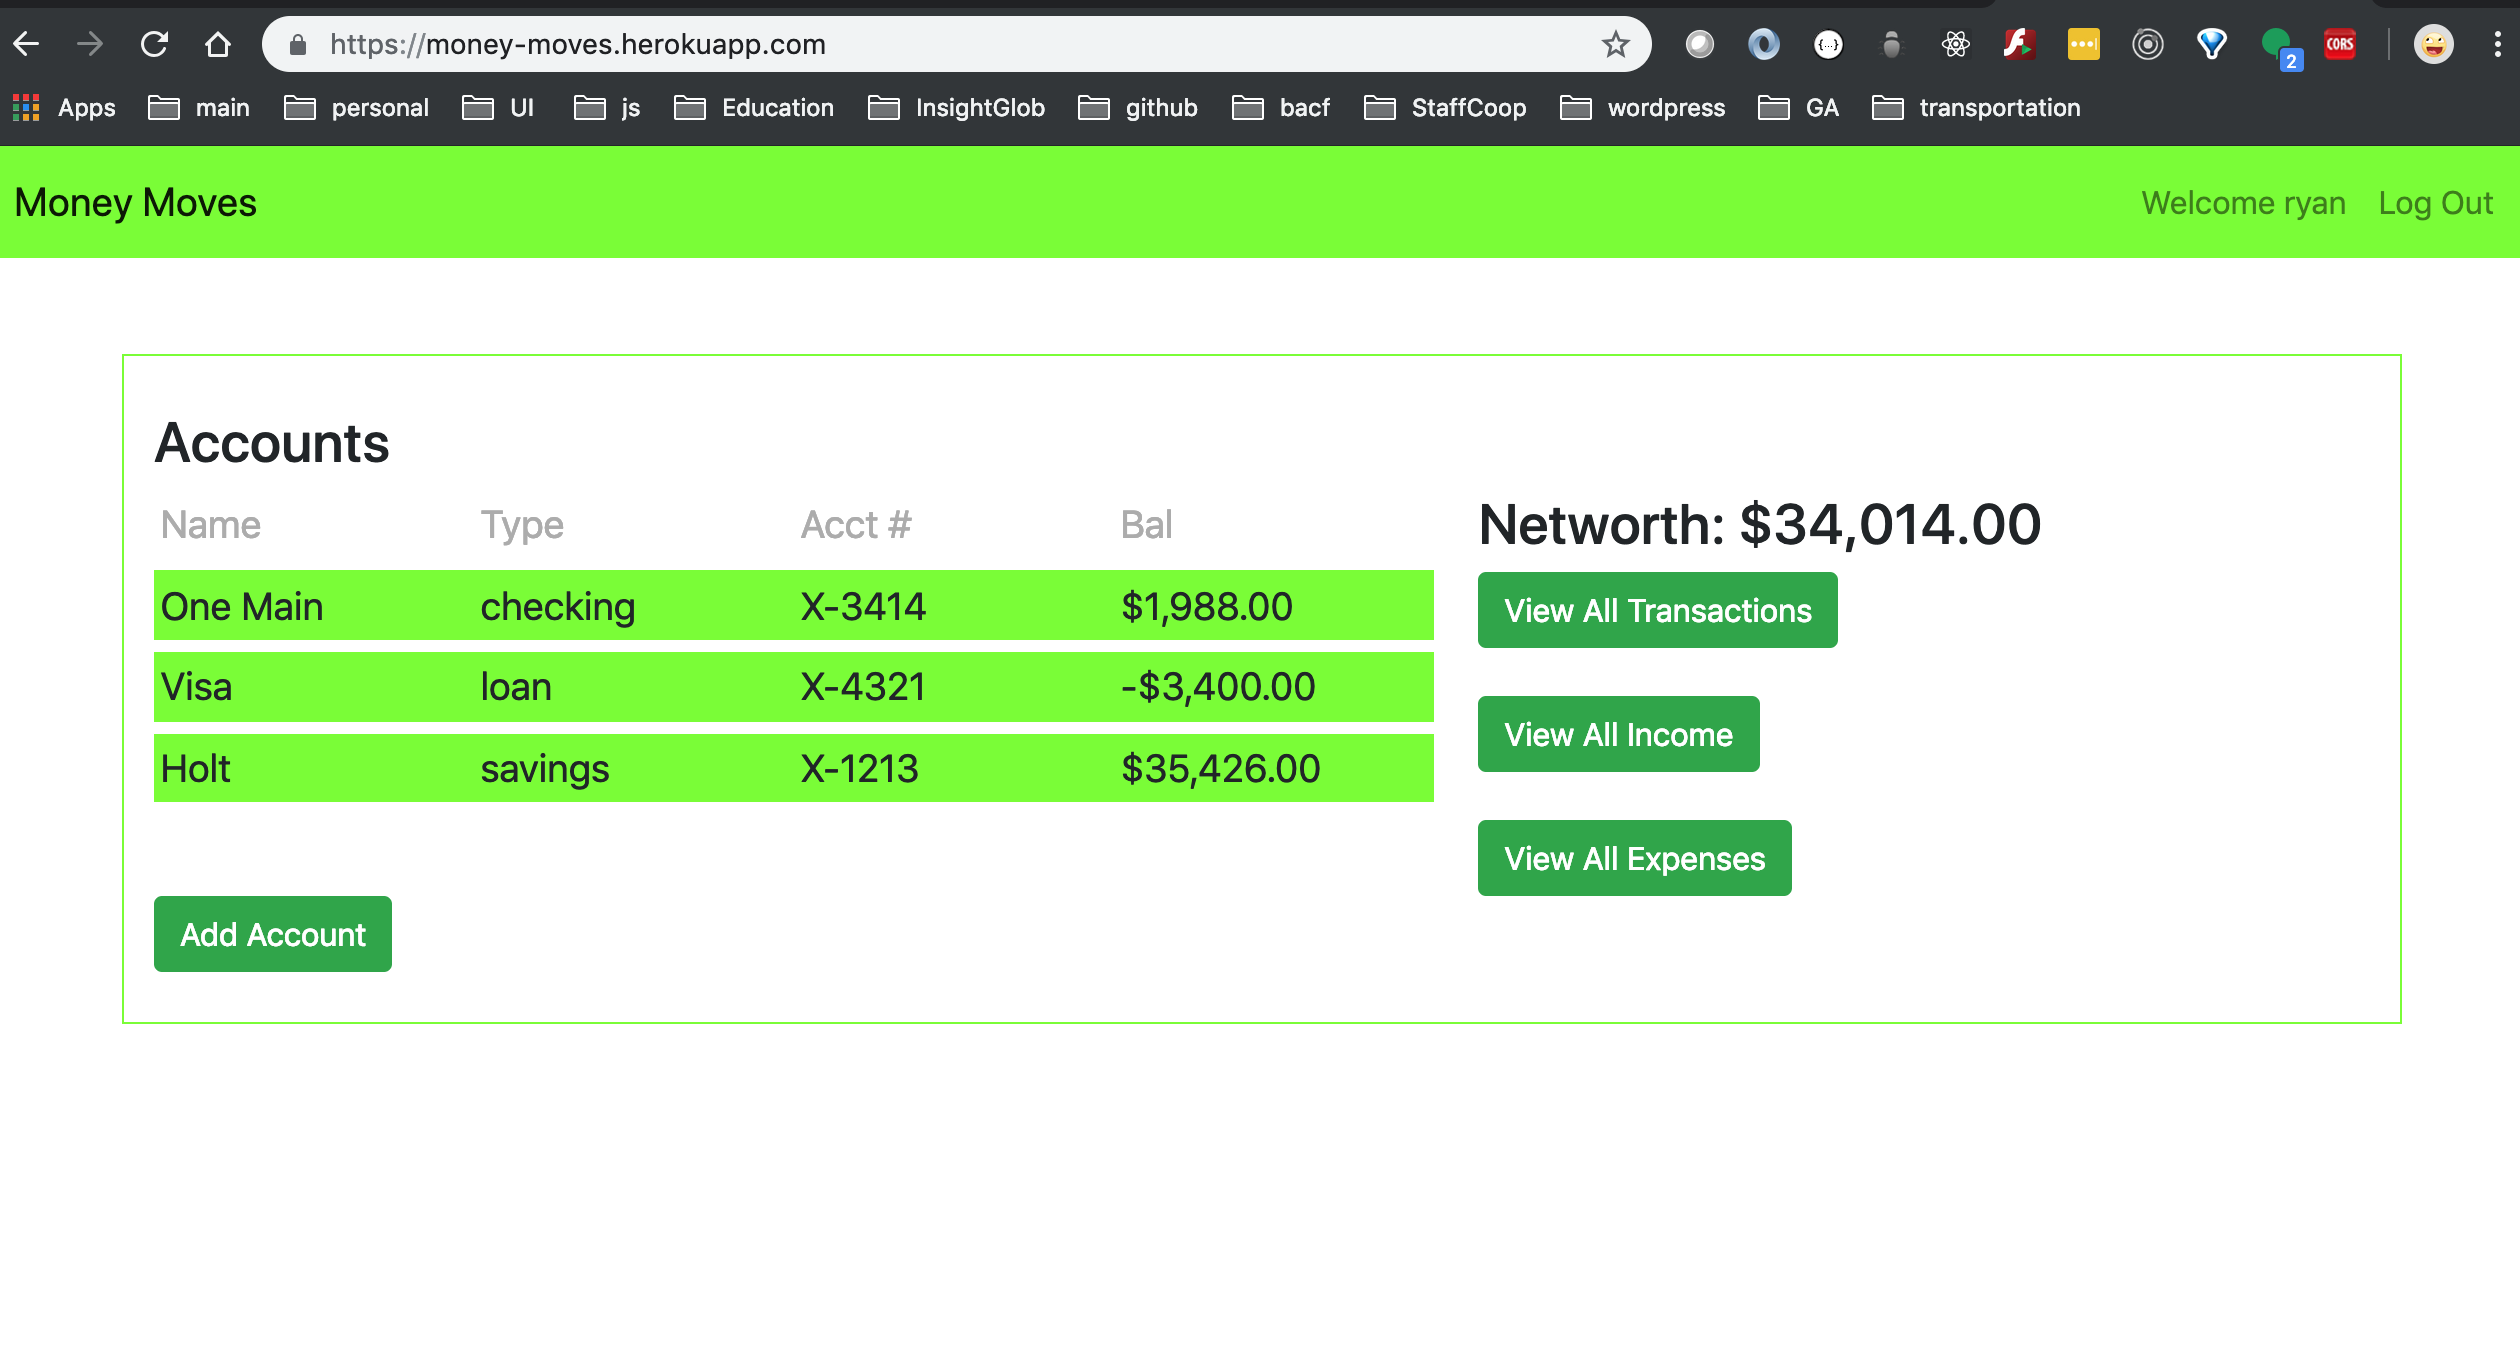 https://money-moves.herokuapp.com
{...}
2
CORS
Apps main personal UI js Education InsightGlob github bacf StaffCoop wordpress GA transportation
Money Moves Welcome ryan Log Out
Accounts
Name Type Acct # Bal
One Main checking X-3414 $1,988.00
Visa loan X-4321 -$3,400.00
Holt savings X-1213 $35,426.00
Add Account
Networth: $34,014.00
View All Transactions
View All Income
View All Expenses